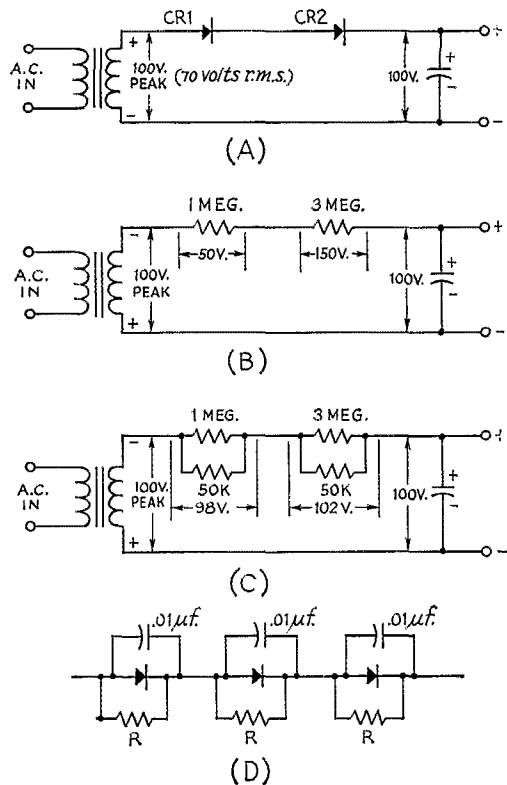 CR1 CR2
+ + +
A.C. IN
100V. PEAK
(70 volts r.m.s.)
100V.
- - -
(A)
1 MEG. 3 MEG.
- + +
50V. 150V.
A.C. IN
100V. PEAK
100V.
+ - -
(B)
1 MEG. 3 MEG.
- + +
50K 50K
A.C. IN
100V. PEAK
98V. 102V.
100V.
+ - -
(C)
.01μf. .01μf. .01μf.
R R R
(D)